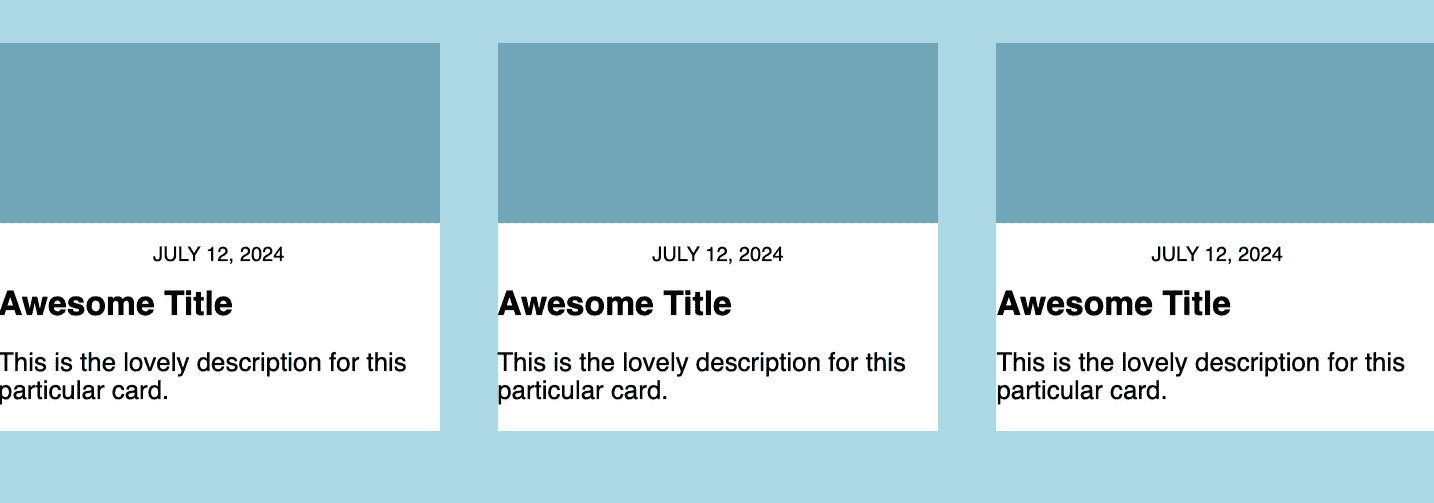 JULY 12, 2024
Awesome Title
This is the lovely description for this
particular card.
JULY 12, 2024
Awesome Title
This is the lovely description for this
particular card.
JULY 12, 2024
Awesome Title
This is the lovely description for this
particular card.